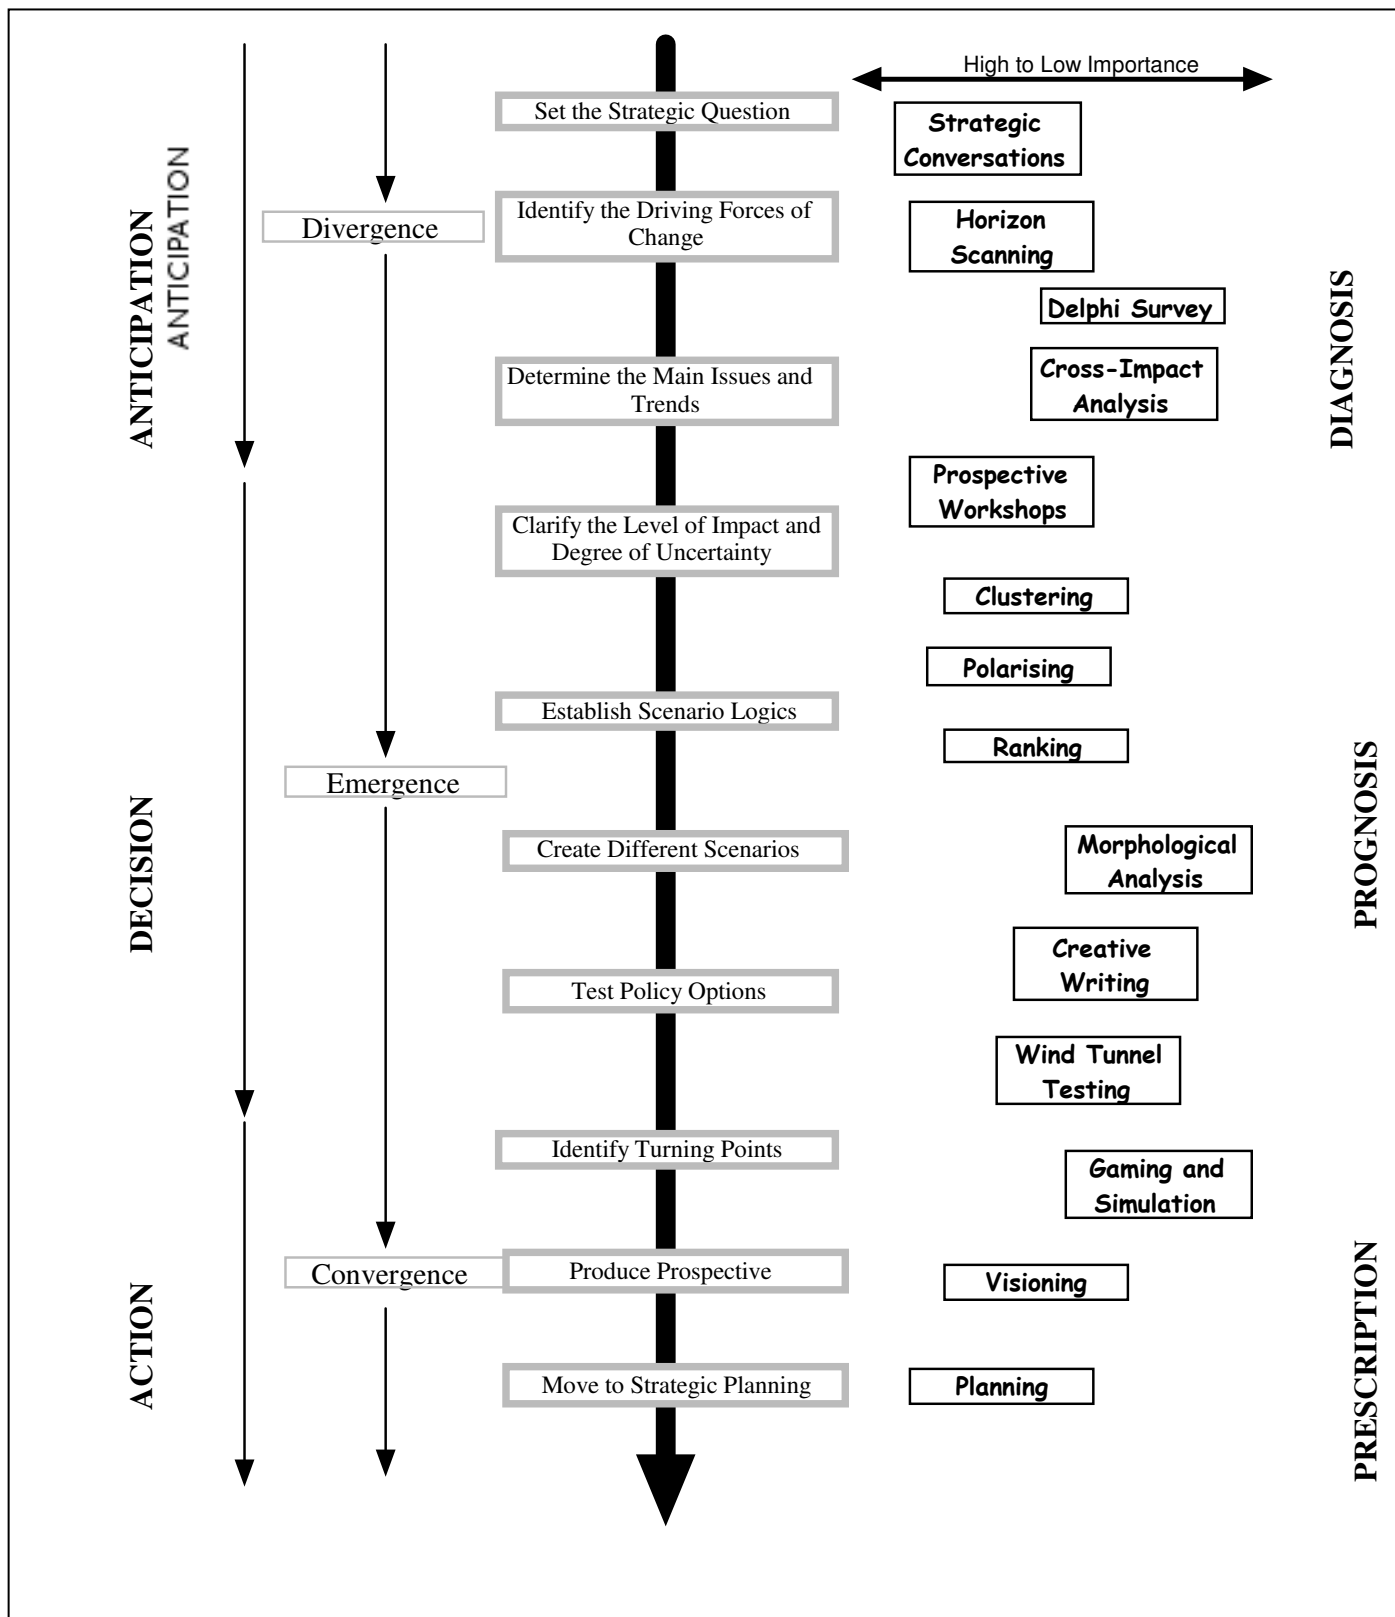 High to Low Importance
Set the Strategic Question
Strategic
Conversations
ANTICIPATION
ANTICIPATION
Divergence
Identify the Driving Forces of
Change
Horizon
Scanning
Delphi Survey
DIAGNOSIS
Determine the Main Issues and
Trends
Cross-Impact
Analysis
Prospective
Workshops
Clarify the Level of Impact and
Degree of Uncertainty
Clustering
Polarising
Establish Scenario Logics
Ranking
Emergence
DECISION
PROGNOSIS
Create Different Scenarios
Morphological
Analysis
Creative
Writing
Test Policy Options
Wind Tunnel
Testing
Identify Turning Points
Gaming and
Simulation
Convergence
Produce Prospective
Visioning
ACTION
PRESCRIPTION
Move to Strategic Planning
Planning